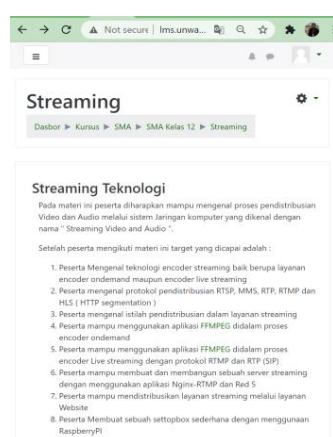 Not secure | lms.unwa...
Streaming
Dasbor ► Kursus ► SMA ► SMA Kelas 12 ► Streaming
Streaming Teknologi
Pada materi ini peserta diharapkan mampu mengenal proses pendistribusian
Video dan Audio melalui sistem Jaringan komputer yang dikenal dengan
nama " Streaming Video and Audio ".
Setelah peserta mengikuti materi ini target yang dicapai adalah :
1. Peserta Mengenal teknologi encoder streaming baik berupa layanan
encoder ondemand maupun encoder live streaming
2. Peserta mengenal protokol pendistribusian RTSP, MMS, RTP, RTMP dan
HLS ( HTTP segmentation )
3. Peserta mengenal istilah pendistribusian dalam layanan streaming
4. Peserta mampu menggunakan aplikasi FFMPEG didalam proses
encoder ondemand
5. Peserta mampu menggunakan aplikasi FFMPEG didalam proses
encoder Live streaming dengan protokol RTMP dan RTP (SIP)
6. Peserta mampu membuat dan membangun sebuah server streaming
dengan menggunakan aplikasi Nginx-RTMP dan Red 5
7. Peserta mampu mendistribusikan layanan streaming melalui layanan
Website
8. Peserta Membuat sebuah settopbox sederhana dengan menggunaan
RaspberryPI